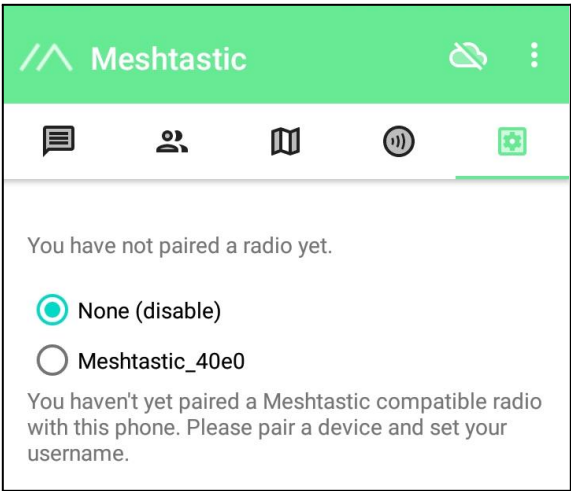 Meshtastic
You have not paired a radio yet.
None (disable)
Meshtastic_40e0
You haven't yet paired a Meshtastic compatible radio
with this phone. Please pair a device and set your
username.